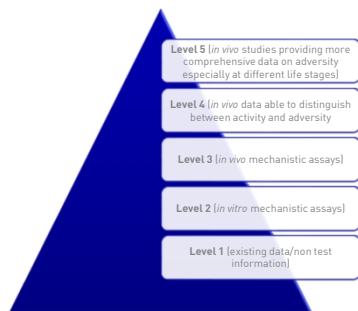 Level 5 (in vivo studies providing more
comprehensive data on adversity
especially at different life stages)
Level 4 (in vivo data able to distinguish
between activity and adversity
Level 3 (in vivo mechanistic assays)
Level 2 (in vitro mechanistic assays)
Level 1 (existing data/non test
information)